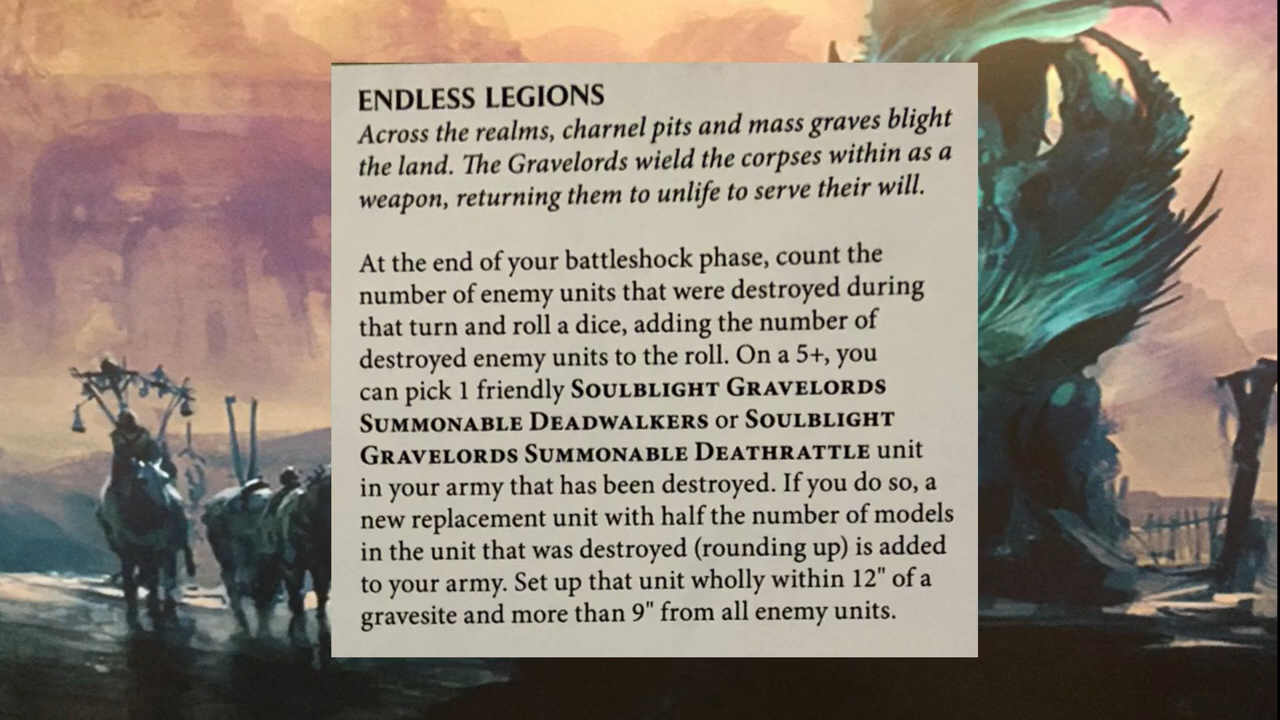 ENDLESS LEGIONS
Across the realms, charnel pits and mass graves blight
the land. The Gravelords wield the corpses within as a
weapon, returning them to unlife to serve their will.
At the end of your battleshock phase, count the
number of enemy units that were destroyed during
that turn and roll a dice, adding the number of
destroyed enemy units to the roll. On a 5+, you
can pick 1 friendly SOULBLIGHT GRAVELORDS
SUMMONABLE DEADWALKERS or SOULBLIGHT
GRAVELORDS SUMMONABLE DEATHRATTLE unit
in your army that has been destroyed. If you do so, a
new replacement unit with half the number of models
in the unit that was destroyed (rounding up) is added
to your army. Set up that unit wholly within 12" of a
gravesite and more than 9" from all enemy units.